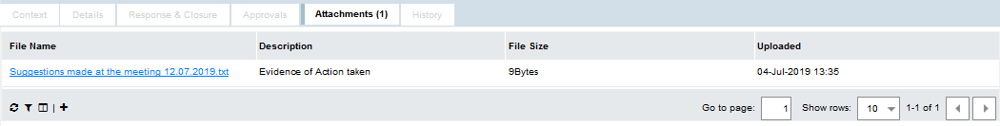 Context Details Response & Closure Approvals Attachments (1) History
File Name Description File Size Uploaded
Suggestions made at the meeting 12.07.2019.txt Evidence of Action taken 9Bytes 04-Jul-2019 13:35
Go to page: 1 Show rows: 10 1-1 of 1